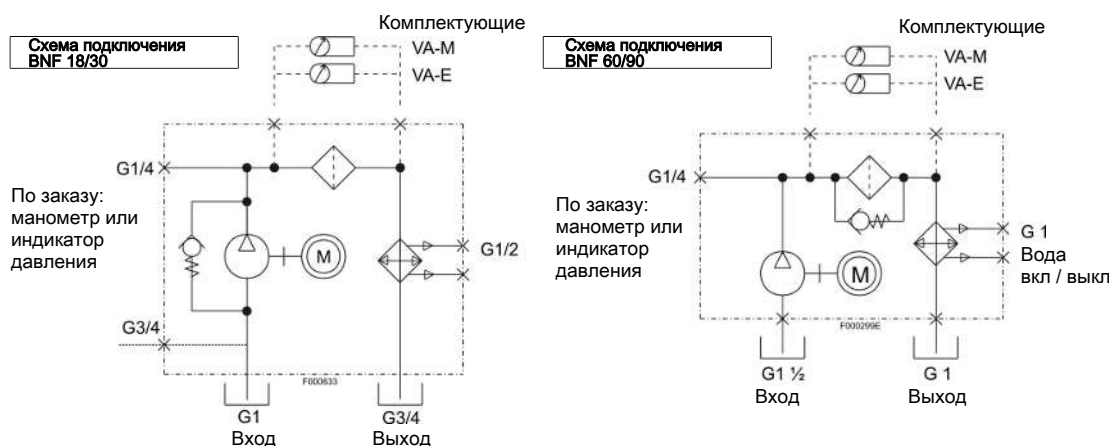 Комплектующие
Схема подключения
BNF 18/30
VA-M
VA-E
G1/4
По заказу:
манометр или
индикатор
давления
M
G1/2
G3/4
F000633
G1
Вход
G3/4
Выход
Комплектующие
Схема подключения
BNF 60/90
VA-M
VA-E
G1/4
По заказу:
манометр или
индикатор
давления
M
G 1
Вода
вкл / выкл
F000299E
G1 ½
Вход
G 1
Выход